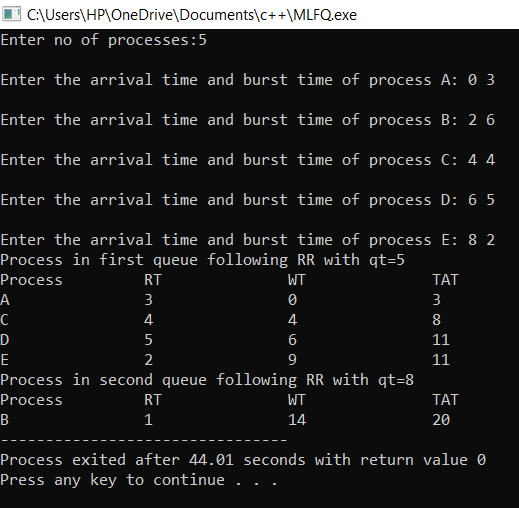 C:\Users\HP\OneDrive\Documents\c++\MLFQ.exe
Enter no of processes:5
Enter the arrival time and burst time of process A: 0 3
Enter the arrival time and burst time of process B: 2 6
Enter the arrival time and burst time of process C: 4 4
Enter the arrival time and burst time of process D: 6 5
Enter the arrival time and burst time of process E: 8 2
Process in first queue following RR with qt=5
Process RT WT TAT
A 3 0 3
C 4 4 8
D 5 6 11
E 2 9 11
Process in second queue following RR with qt=8
Process RT WT TAT
B 1 14 20
--------------------------------
Process exited after 44.01 seconds with return value 0
Press any key to continue . . .